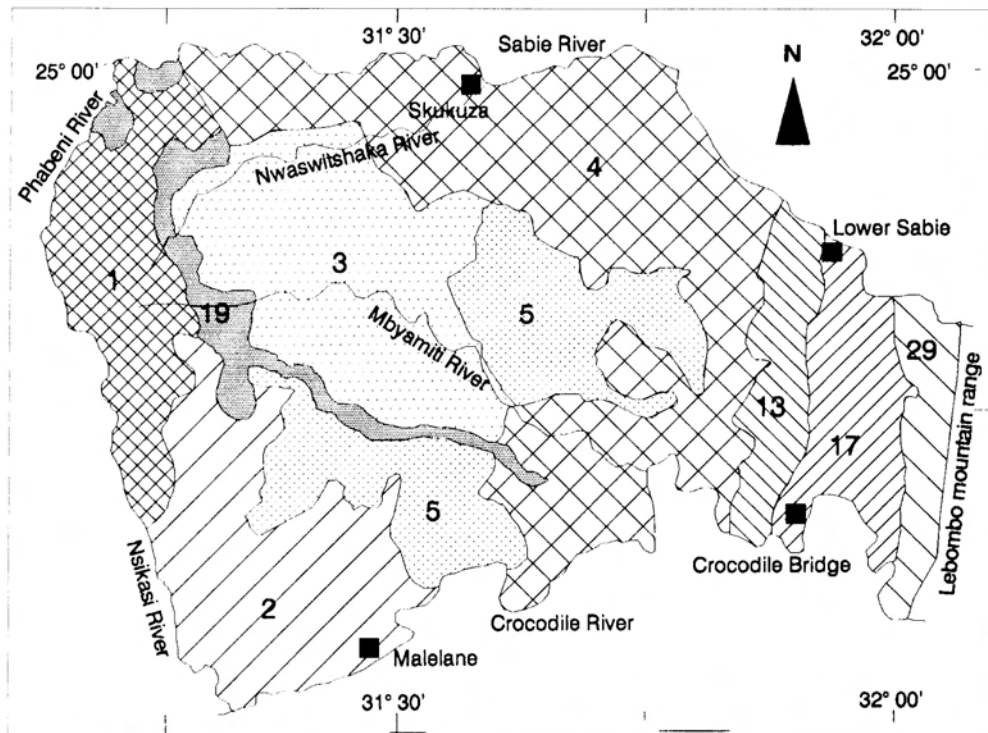 31° 30'
32° 00'
Sabie River
25° 00'
25° 00'
N
Skukuza
Phabeni River
Nwaswitshaka River
4
Lower Sabie
1
3
5
19
Mbyamiti River
29
13
17
Lebombo mountain range
5
Nsikasi River
Crocodile Bridge
2
Crocodile River
Malelane
31° 30'
32° 00'